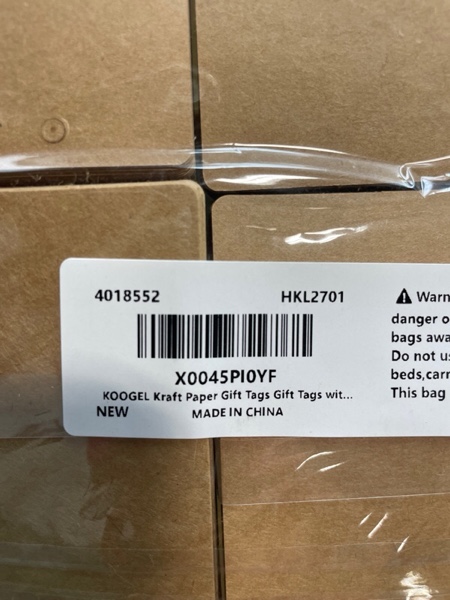 4018552 HKL2701
X0045PI0YF
KOOGEL Kraft Paper Gift Tags Gift Tags wit...
NEW MADE IN CHINA
Warn
danger o
bags awa
Do not us
beds,carr
This bag